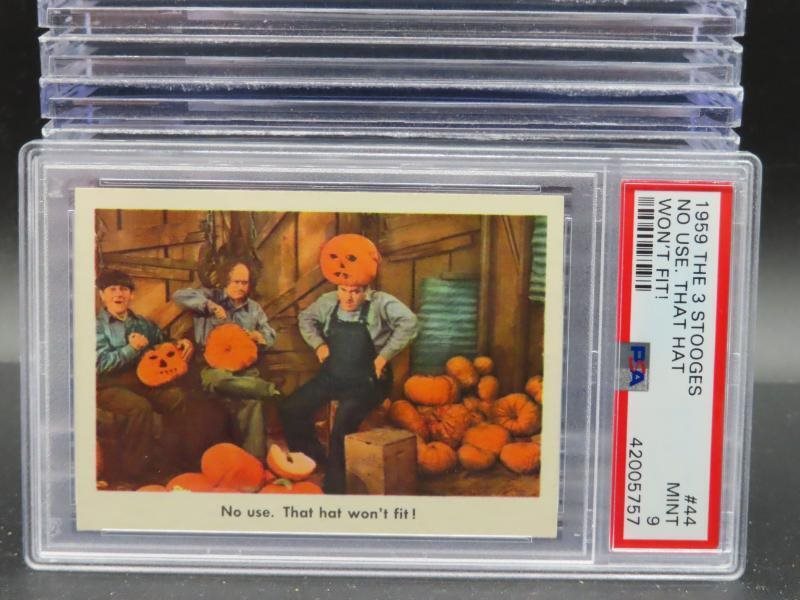 No use. That hat won't fit!
1959 THE 3 STOOGES
NO USE. THAT HAT
WON'T FIT!
#44
MINT
9
PSA
42005757